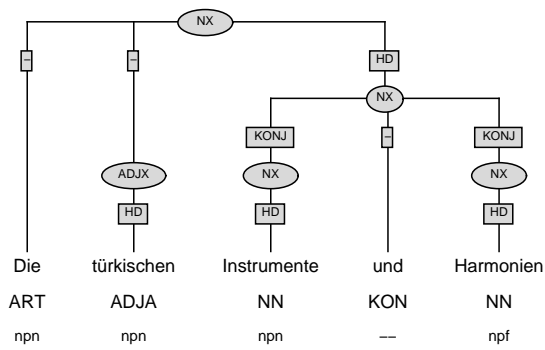 NX
– – HD
NX
KONJ – KONJ
ADJX NX NX
HD HD HD
Die türkischen Instrumente und Harmonien
ART ADJA NN KON NN
npn npn npn –– npf